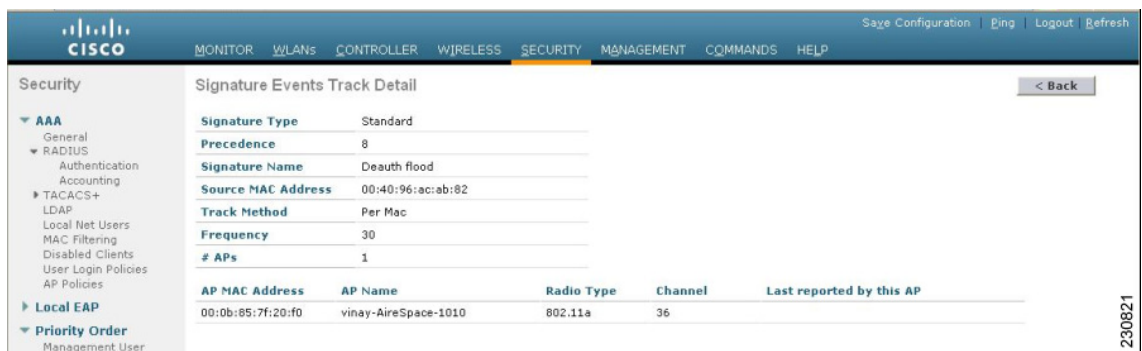 Save Configuration | Ping | Logout | Refresh
CISCO
MONITOR WLANs CONTROLLER WIRELESS SECURITY MANAGEMENT COMMANDS HELP
Security
AAA
General
RADIUS
Authentication
Accounting
TACACS+
LDAP
Local Net Users
MAC Filtering
Disabled Clients
User Login Policies
AP Policies
Local EAP
Priority Order
Management User
Signature Events Track Detail
< Back
Signature Type Standard
Precedence 8
Signature Name Deauth flood
Source MAC Address 00:40:96:ac:ab:82
Track Method Per Mac
Frequency 30
# APs 1
AP MAC Address AP Name Radio Type Channel Last reported by this AP
00:0b:85:7f:20:f0 vinay-AireSpace-1010 802.11a 36
230821